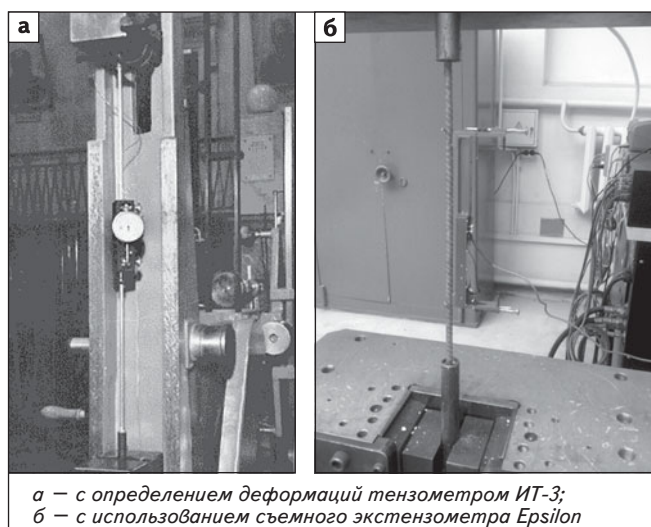 а
б
а – с определением деформаций тензометром ИТ-3;
б – с использованием съемного экстензометра Epsilon